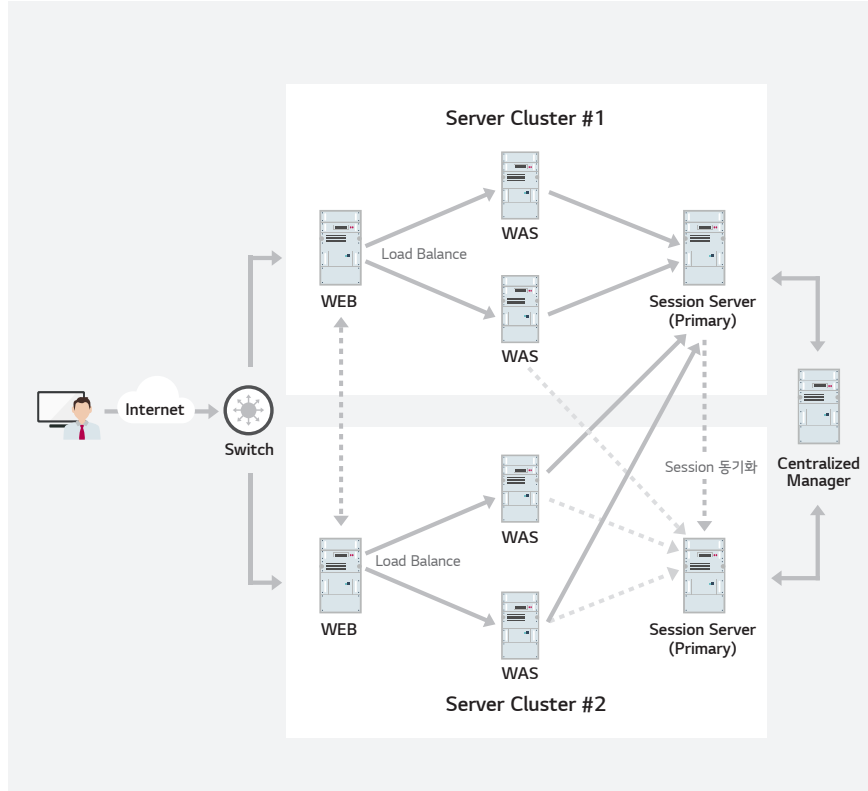 Server Cluster #1
WAS
Load Balance
WEB
WAS
Session Server
(Primary)
Internet
Switch
Session 동기화
Centralized
Manager
WAS
Load Balance
WEB
WAS
Session Server
(Primary)
Server Cluster #2